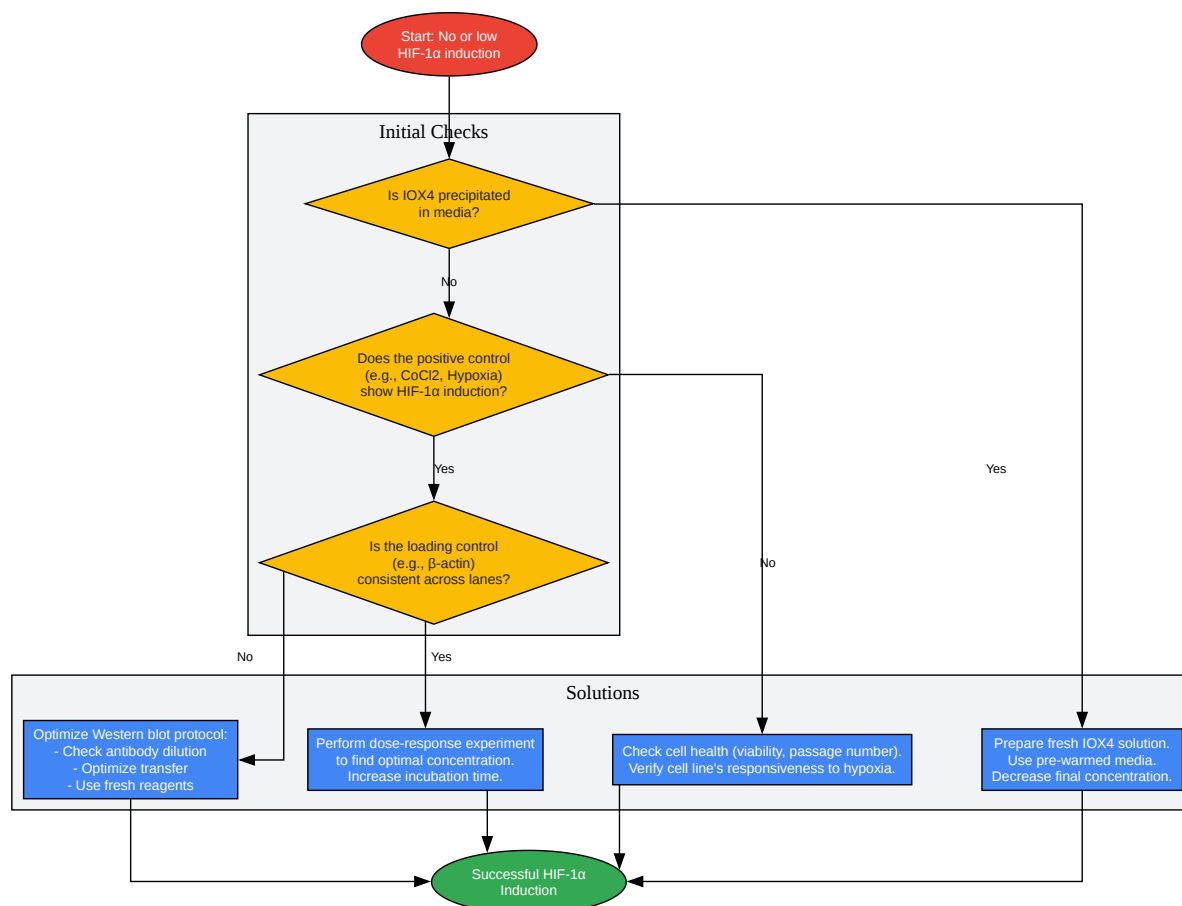 Start: No or low
HIF-1α induction
Initial Checks
Is IOX4 precipitated
in media?
No
Does the positive control
(e.g., CoCl2, Hypoxia)
show HIF-1α induction?
Yes
Yes
Is the loading control
(e.g., β-actin)
consistent across lanes?
No
No
Yes
Solutions
Optimize Western blot protocol:
- Check antibody dilution
- Optimize transfer
- Use fresh reagents
Perform dose-response experiment
to find optimal concentration.
Increase incubation time.
Check cell health (viability, passage number).
Verify cell line's responsiveness to hypoxia.
Prepare fresh IOX4 solution.
Use pre-warmed media.
Decrease final concentration.
Successful HIF-1α
Induction